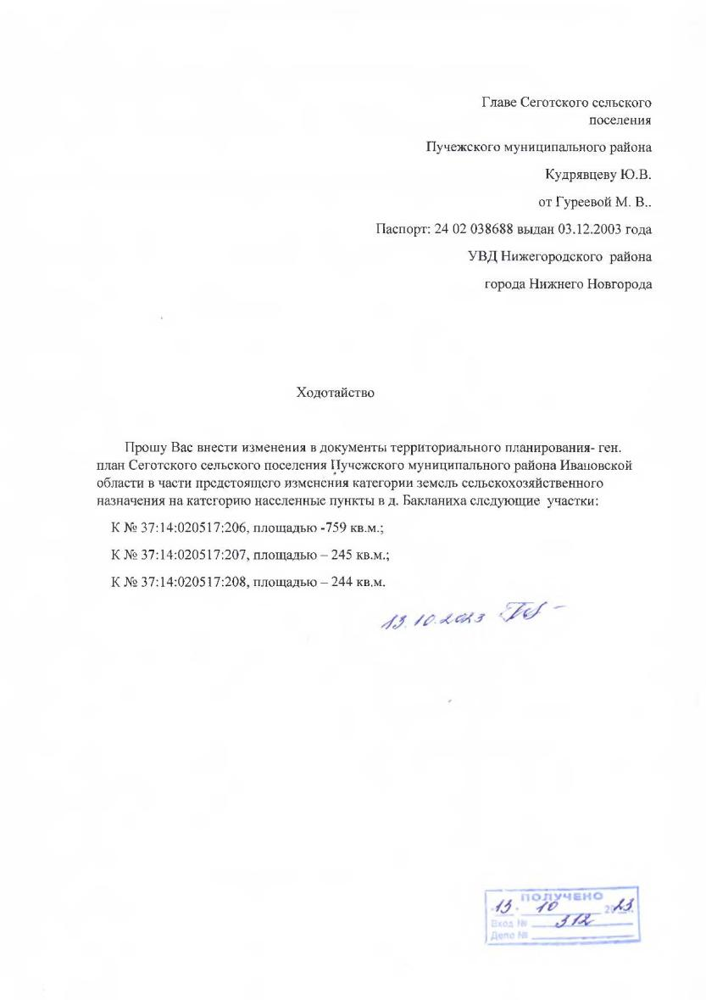 Главе Сеготского сельского
поселения
Пучежского муниципального района
Кудрявцеву Ю.В.
от Гуреевой М. В..
Паспорт: 24 02 038688 выдан 03.12.2003 года
УВД Нижегородского района
города Нижнего Новгорода
Ходотайство
Прошу Вас внести изменения в документы территориального планирования- ген.
план Сеготского сельского поселения Пучежского муниципального района Ивановской
области в части предстоящего изменения категории земель сельскохозяйственного
назначения на категорию населенные пункты в д. Бакланиха следующие участки:
К № 37:14:020517:206, площадью -759 кв.м.;
К № 37:14:020517:207, площадью – 245 кв.м.;
К № 37:14:020517:208, площадью – 244 кв.м.
13.10.2023
ПОЛУЧЕНО
13. 10 2023
Вход № 312
Дело №